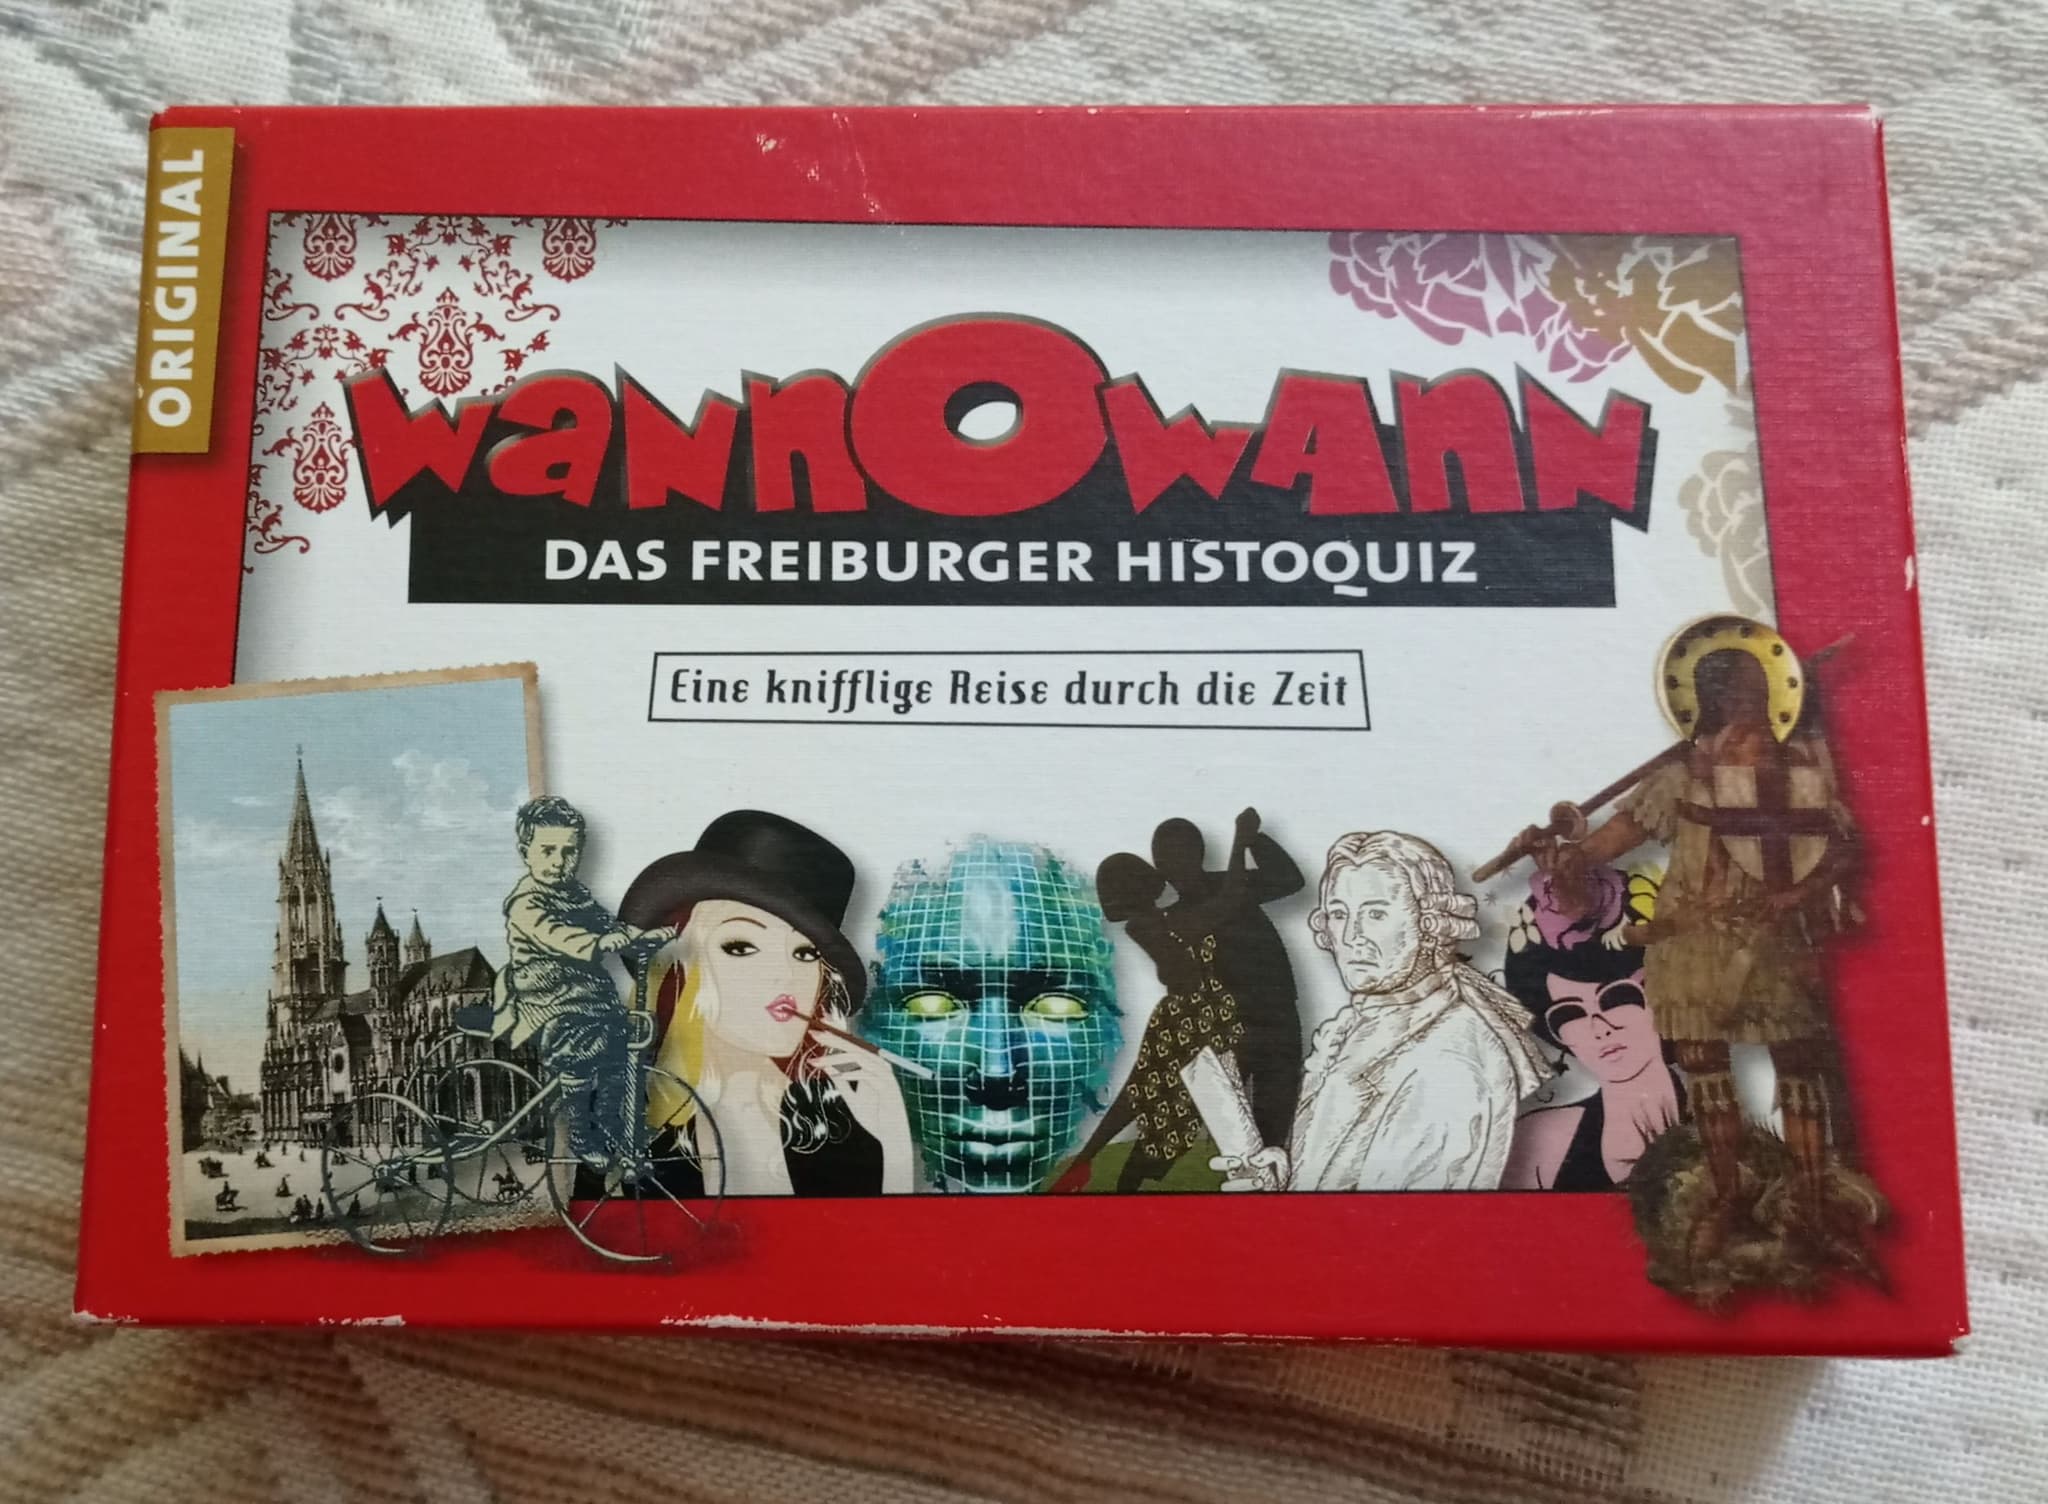 ORIGINAL
wannOwann
DAS FREIBURGER HISTOQUIZ
Eine knifflige Reise durch die Zeit